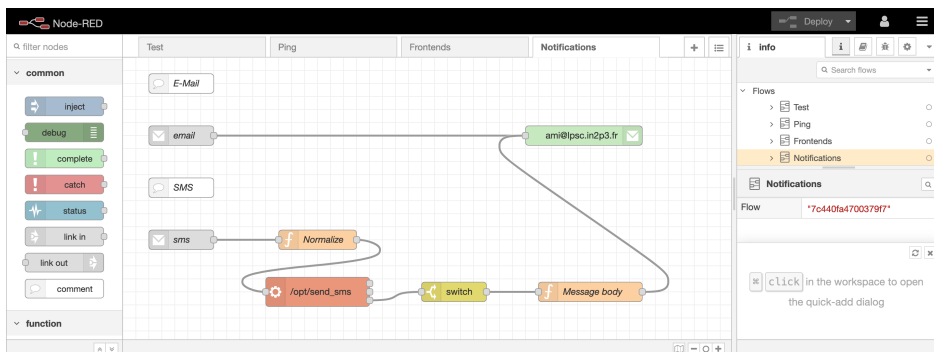 Node-RED
Deploy
filter nodes
Test
Ping
Frontends
Notifications
i info
i
common
E-Mail
Search flows
Flows
inject
Test
debug
email
ami@lpsc.in2p3.fr
Ping
complete
Frontends
Notifications
catch
SMS
Notifications
status
Flow
"7c440fa4700379f7"
link in
sms
f Normalize
link out
/opt/send_sms
switch
f Message body
⌘ click in the workspace to open
the quick-add dialog
comment
function